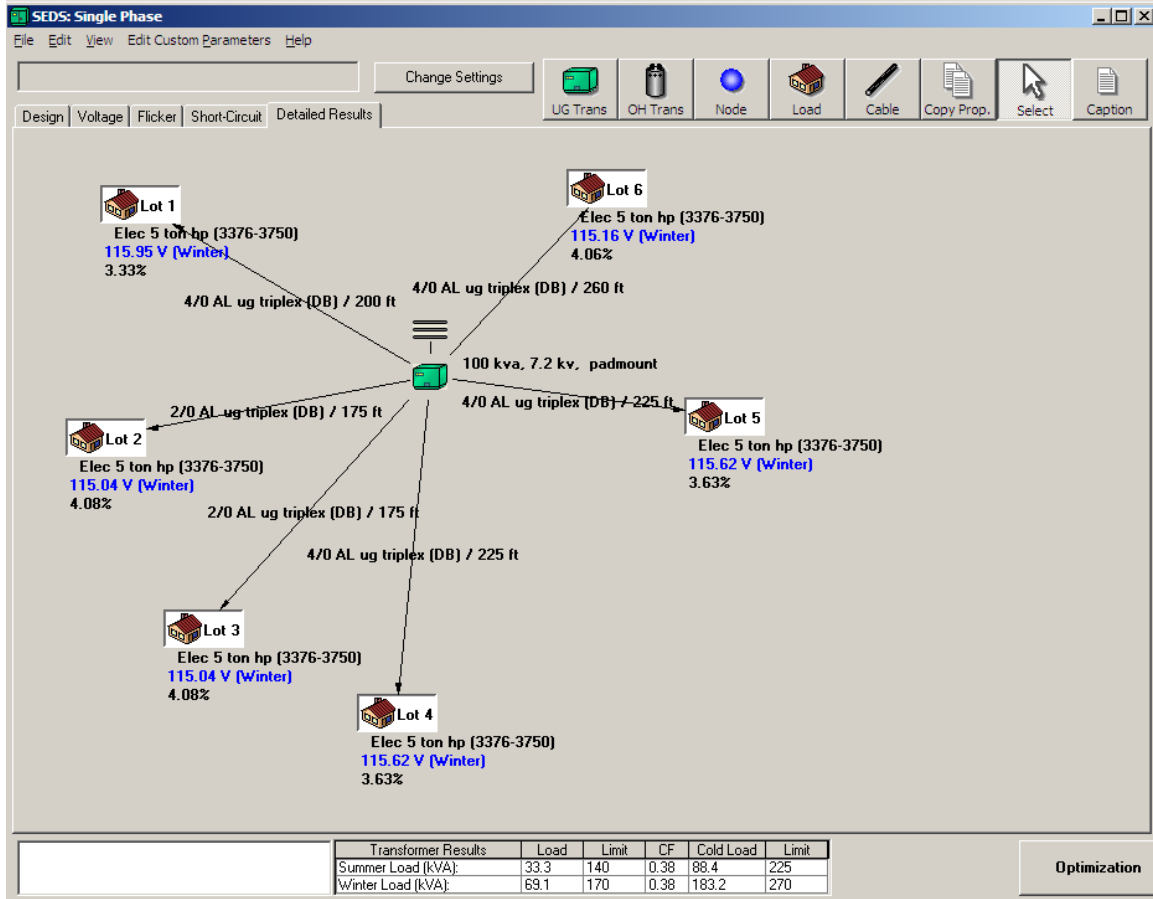 SEDS: Single Phase
File Edit View Edit Custom Parameters Help
Change Settings
UG Trans OH Trans Node Load Cable Copy Prop. Select Caption
Design Voltage Flicker Short-Circuit Detailed Results
Lot 1
Elec 5 ton hp (3376-3750)
115.95 V (Winter)
3.33%
Lot 6
Elec 5 ton hp (3376-3750)
115.16 V (Winter)
4.06%
4/0 AL ug triplex (DB) / 200 ft
4/0 AL ug triplex (DB) / 260 ft
100 kva, 7.2 kv, padmount
2/0 AL ug triplex (DB) / 175 ft
4/0 AL ug triplex (DB) / 225 ft
Lot 2
Elec 5 ton hp (3376-3750)
115.04 V (Winter)
4.08%
Lot 5
Elec 5 ton hp (3376-3750)
115.62 V (Winter)
3.63%
2/0 AL ug triplex (DB) / 175 ft
4/0 AL ug triplex (DB) / 225 ft
Lot 3
Elec 5 ton hp (3376-3750)
115.04 V (Winter)
4.08%
Lot 4
Elec 5 ton hp (3376-3750)
115.62 V (Winter)
3.63%
Transformer Results Load Limit CF Cold Load Limit
Summer Load (kVA): 33.3 140 0.38 88.4 225
Winter Load (kVA): 69.1 170 0.38 183.2 270
Optimization